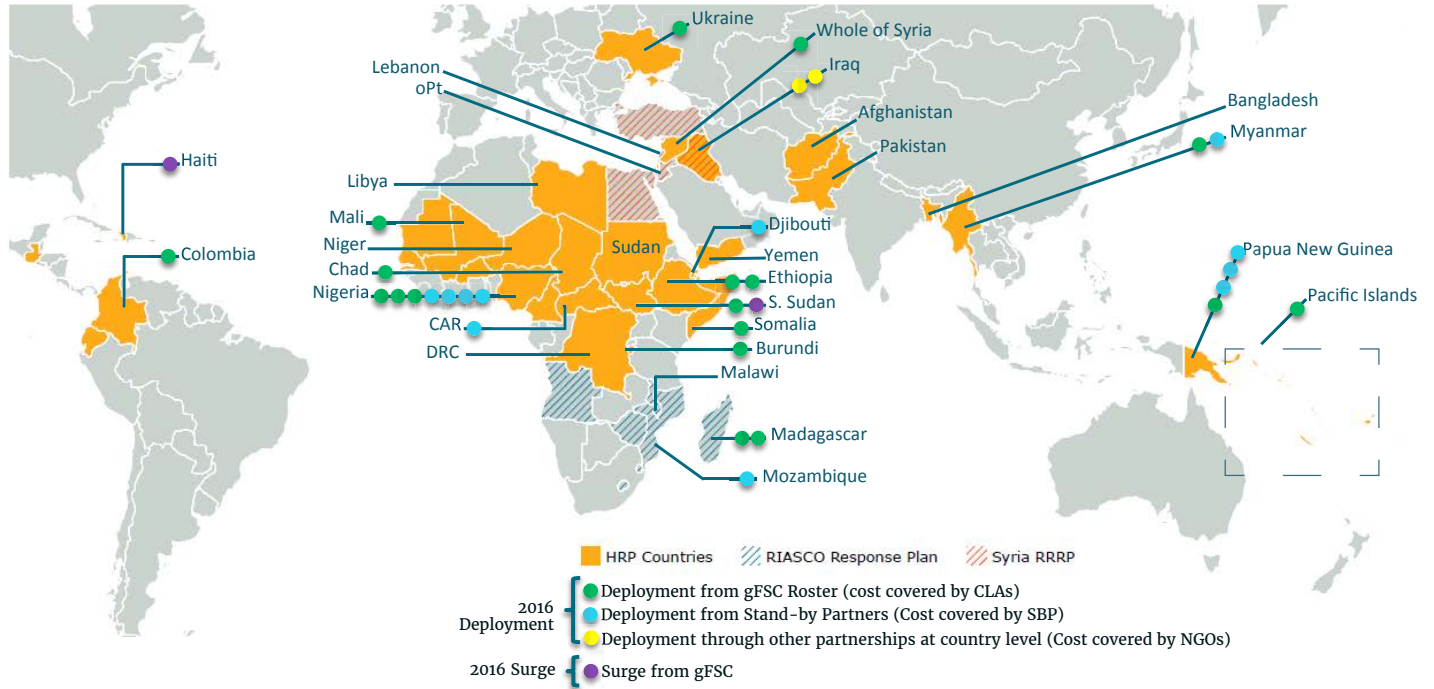 Ukraine
Whole of Syria
Lebanon
Iraq
oPt
Bangladesh
Afghanistan
Myanmar
Pakistan
Haiti
Libya
Mali
Djibouti
Niger
Sudan
Papua New Guinea
Colombia
Yemen
Chad
Ethiopia
Nigeria
Pacific Islands
S. Sudan
CAR
Somalia
DRC
Burundi
Malawi
Madagascar
Mozambique
HRP Countries
RIASCO Response Plan
Syria RRRP
2016 Deployment
Deployment from gFSC Roster (cost covered by CLAs)
Deployment from Stand-by Partners (Cost covered by SBP)
Deployment through other partnerships at country level (Cost covered by NGOs)
2016 Surge
Surge from gFSC